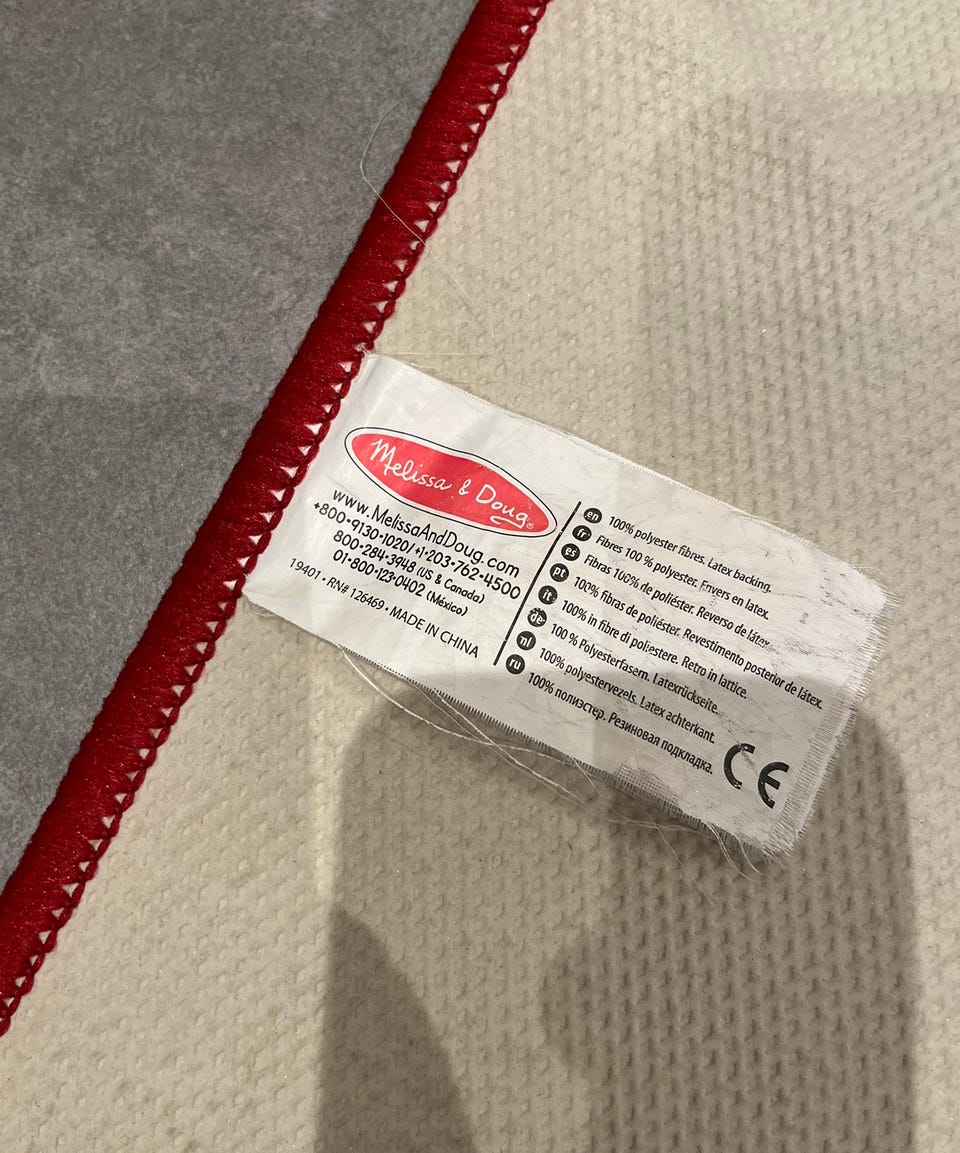 Melissa & Doug®
www.MelissaAndDoug.com
+800-9130-1020/+1-203-762-4500
800-284-3948 (US & Canada)
01-800-123-0402 (México)
19401 • RN# 126469 • MADE IN CHINA
en 100% polyester fibres. Latex backing.
fr Fibres 100 % polyester. Envers en latex.
es Fibras 100% de poliéster. Reverso de látex.
pt 100% fibras de poliéster. Revestimento posterior de látex.
it 100% in fibre di poliestere. Retro in lattice.
de 100 % Polyesterfasern. Latexrückseite.
nl 100% polyestervezels. Latex achterkant.
ru 100% полиэстер. Резиновая подкладка.
CE